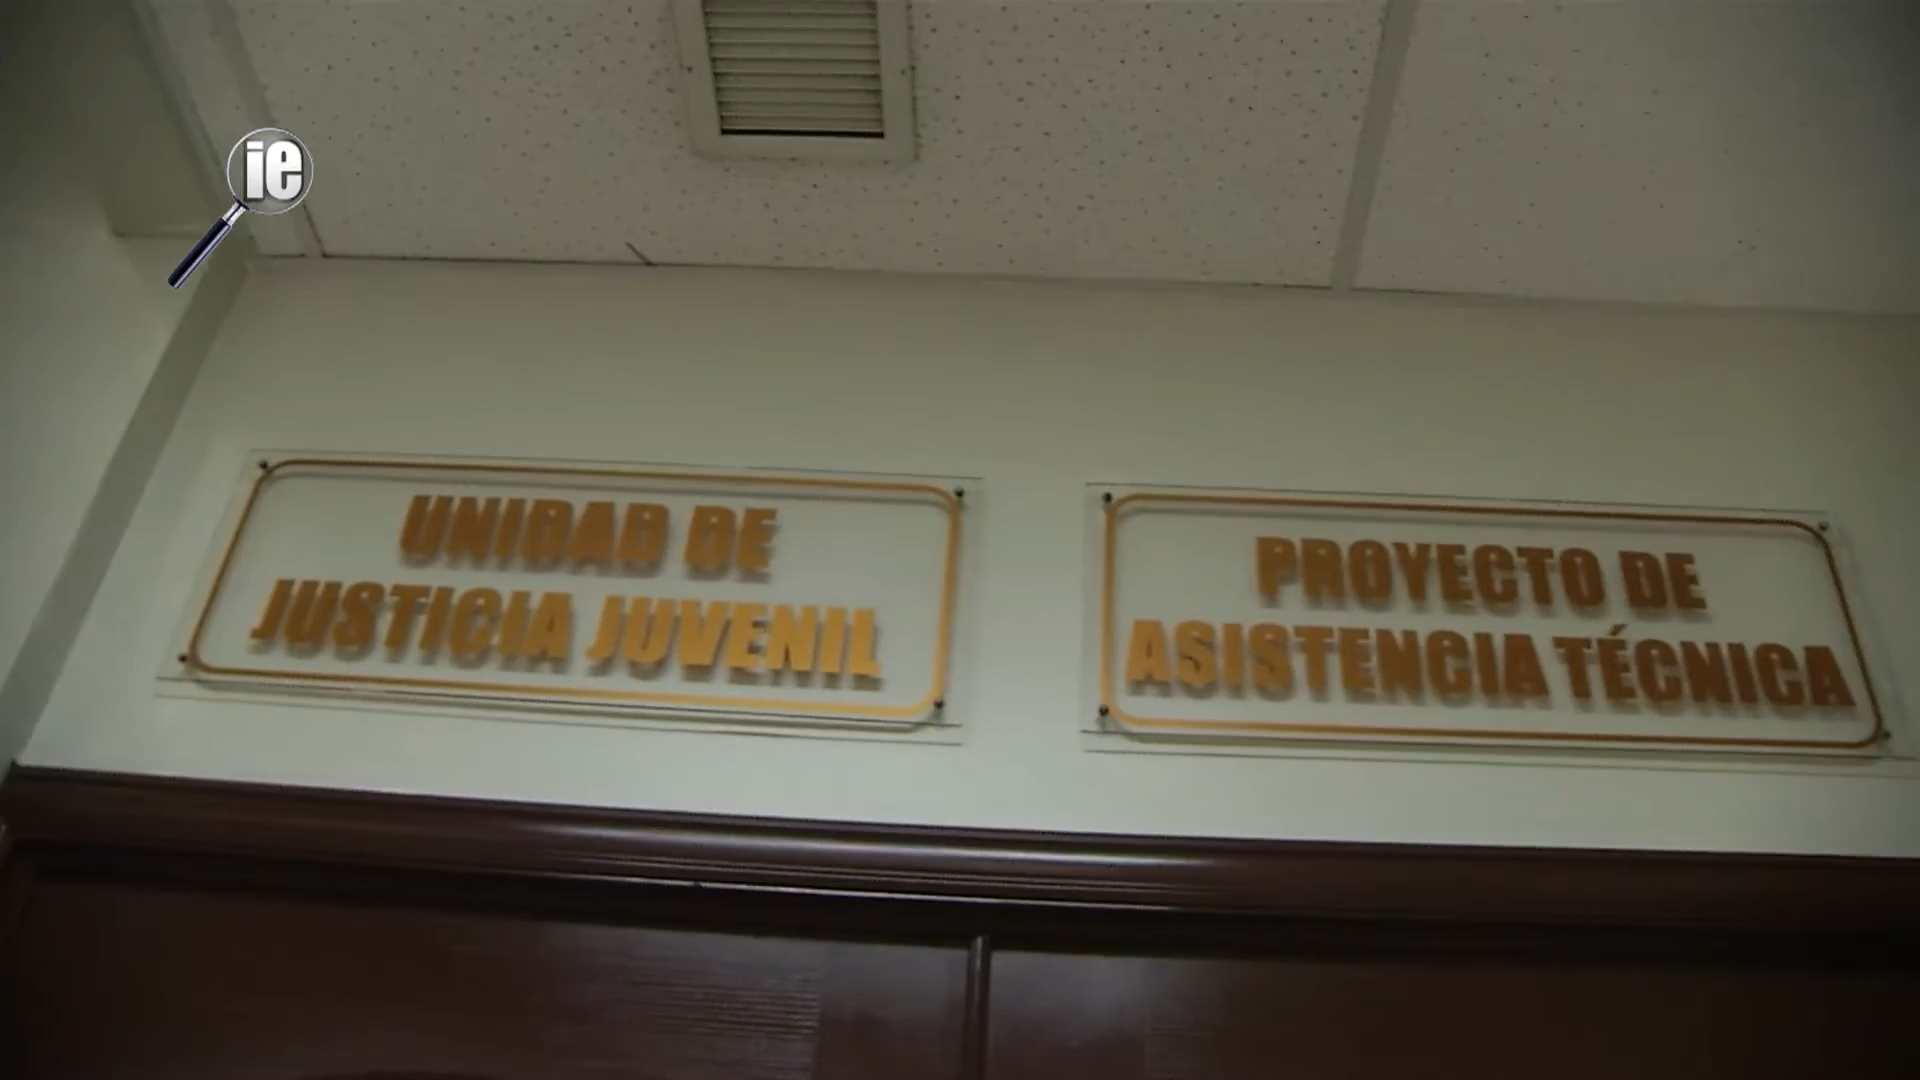 ie
UNIDAD DE
JUSTICIA JUVENIL
PROYECTO DE
ASISTENCIA TÉCNICA